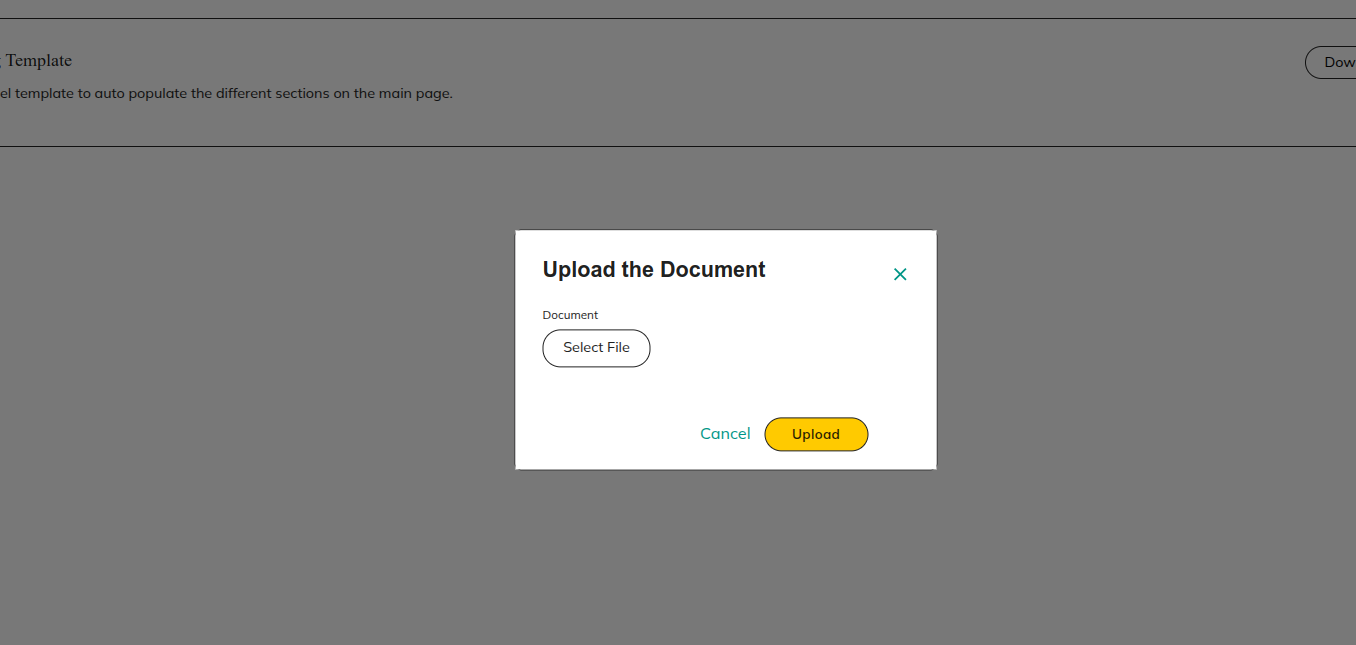 Template
Dow
el template to auto populate the different sections on the main page.
Upload the Document
Document
Select File
Cancel
Upload